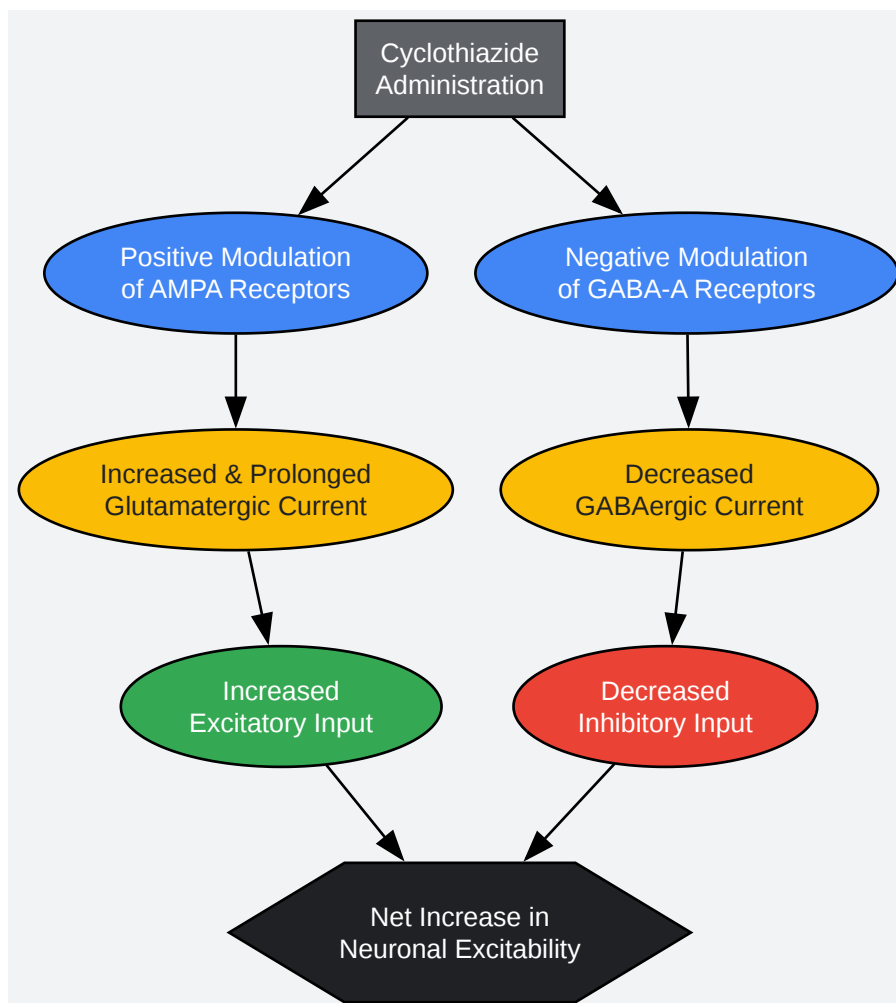 Cyclothiazide
Administration
Positive Modulation
of AMPA Receptors
Negative Modulation
of GABA-A Receptors
Increased & Prolonged
Glutamatergic Current
Decreased
GABAergic Current
Increased
Excitatory Input
Decreased
Inhibitory Input
Net Increase in
Neuronal Excitability